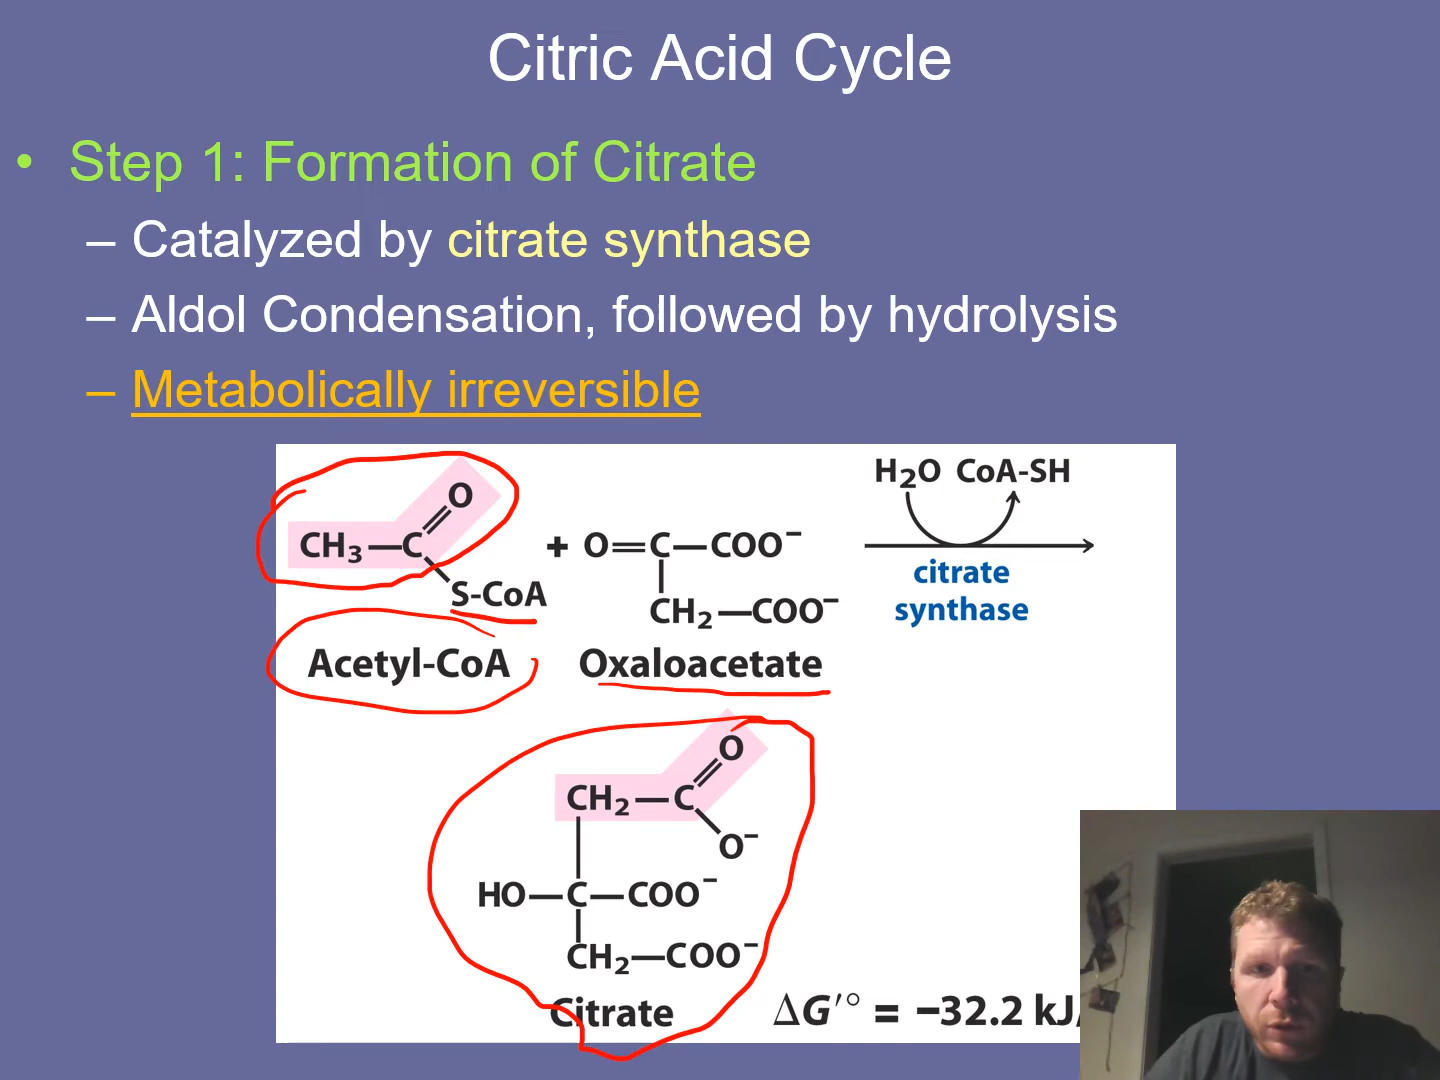 Citric Acid Cycle
• Step 1: Formation of Citrate
– Catalyzed by citrate synthase
– Aldol Condensation, followed by hydrolysis
– Metabolically irreversible
O
CH₃—C
S-CoA
Acetyl-CoA
+
O=C—COO⁻
CH₂—COO⁻
Oxaloacetate
H₂O CoA-SH
citrate
synthase
O
CH₂—C
O⁻
HO—C—COO⁻
CH₂—COO⁻
Citrate
ΔG′° = −32.2 kJ/